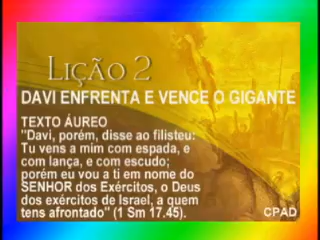 LIÇÃO 2
DAVI ENFRENTA E VENCE O GIGANTE
TEXTO ÁUREO
"Davi, porém, disse ao filisteu:
Tu vens a mim com espada, e
com lança, e com escudo;
porém eu vou a ti em nome do
SENHOR dos Exércitos, o Deus
dos exércitos de Israel, a quem
tens afrontado" (1 Sm 17.45).
CPAD